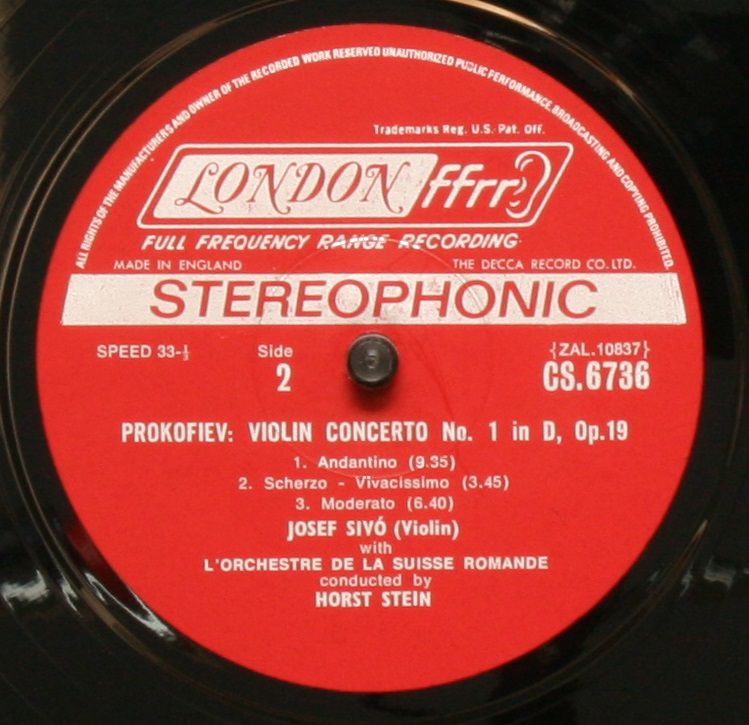 ALL RIGHTS OF THE MANUFACTURERS AND OWNER OF THE RECORDED WORK RESERVED UNAUTHORIZED PUBLIC PERFORMANCE, BROADCASTING AND COPYING PROHIBITED.
Trademarks Reg. U.S. Pat. Off.
LONDON ffrr
FULL FREQUENCY RANGE RECORDING
MADE IN ENGLAND THE DECCA RECORD CO. LTD.
STEREOPHONIC
SPEED 33-⅓ Side {ZAL.10837}
2 CS.6736
PROKOFIEV: VIOLIN CONCERTO No. 1 in D, Op.19
1. Andantino (9.35)
2. Scherzo - Vivacissimo (3.45)
3. Moderato (6.40)
JOSEF SIVÓ (Violin)
with
L'ORCHESTRE DE LA SUISSE ROMANDE
conducted by
HORST STEIN